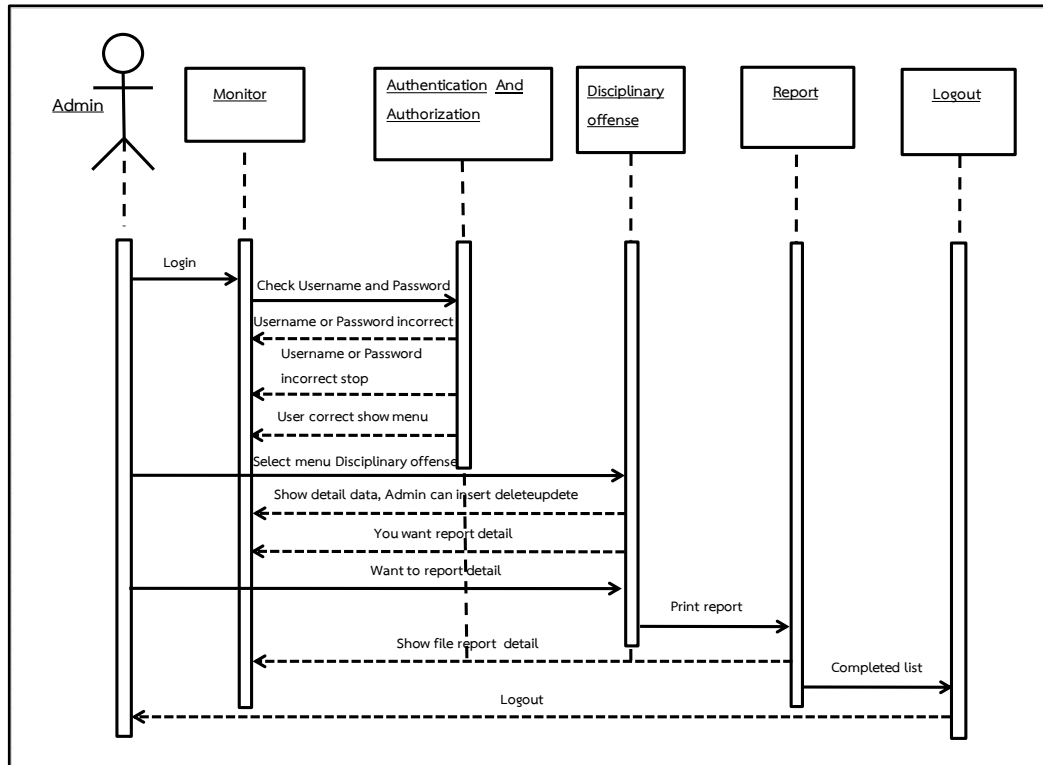 Admin
Monitor
Authentication And
Authorization
Disciplinary
offense
Report
Logout
Login
Check Username and Password
Username or Password incorrect
Username or Password
incorrect stop
User correct show menu
Select menu Disciplinary offense
Show detail data, Admin can insert deleteupdete
You want report detail
Want to report detail
Print report
Show file report detail
Completed list
Logout